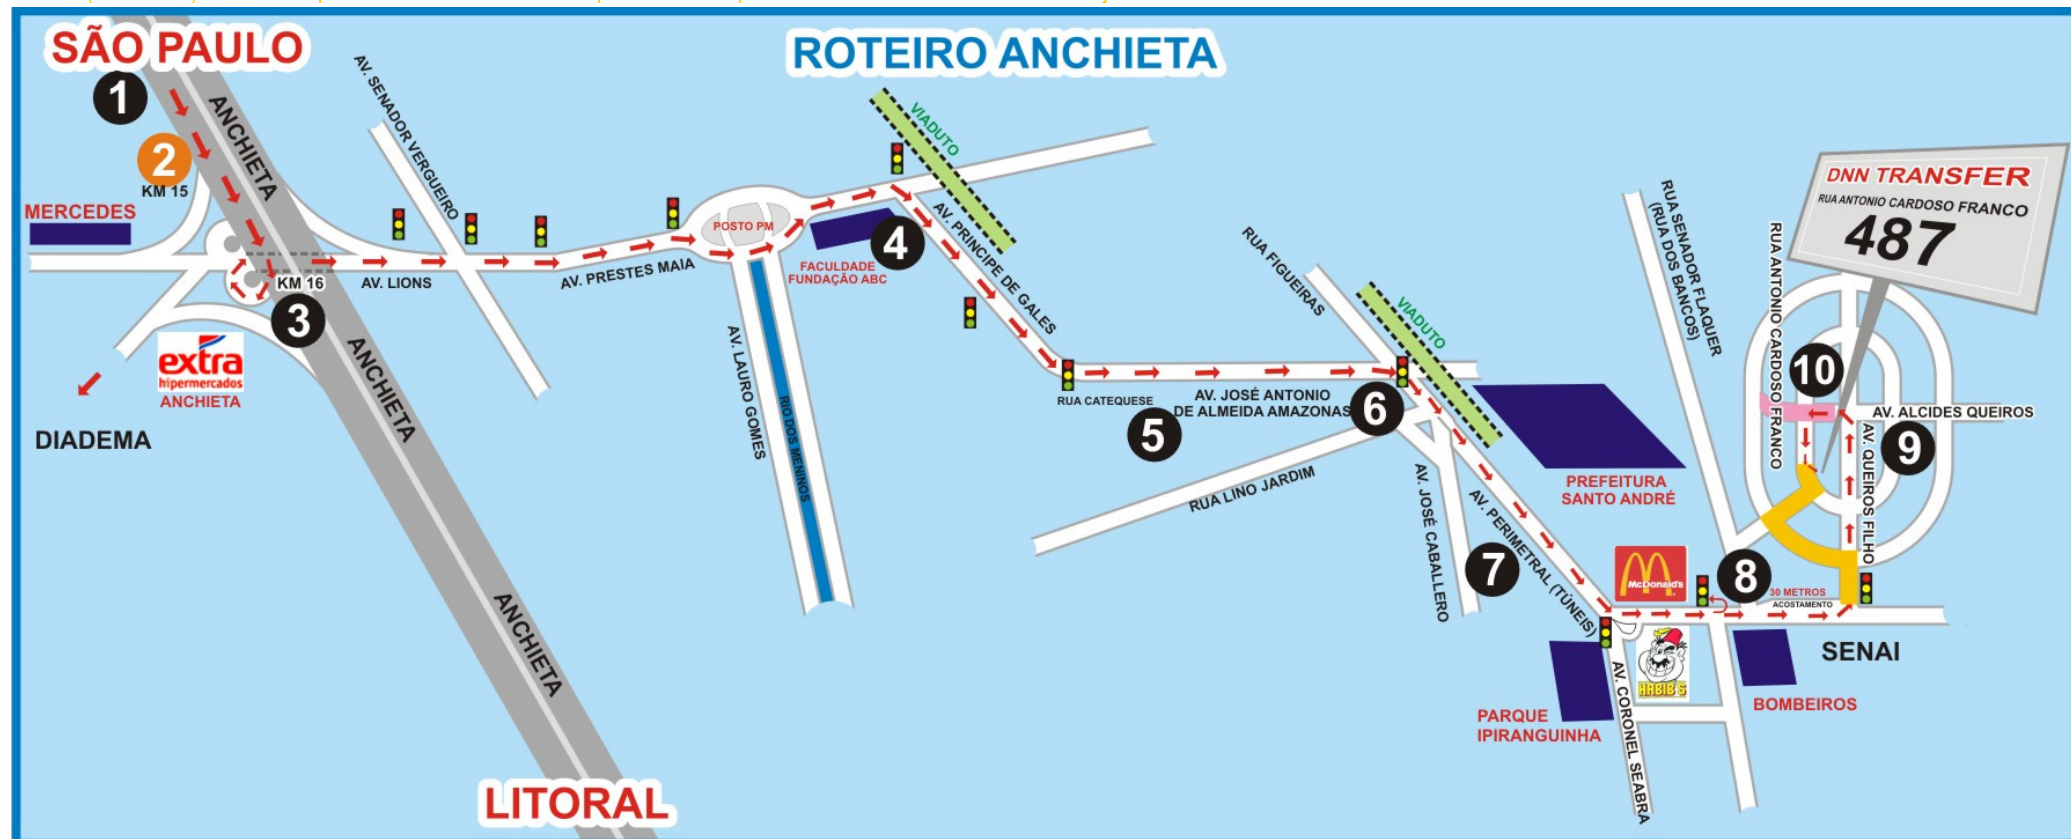 SÃO PAULO
ROTEIRO ANCHIETA
1
ANCHIETA
2
KM 15
MERCEDES
AV. SENADOR VERGUEIRO
AV. LIONS
KM 16
3
extra
hipermercados
ANCHIETA
DIADEMA
ANCHIETA
ANCHIETA
LITORAL
AV. PRESTES MAIA
POSTO PM
AV. LAURO GOMES
RIO DOS MENINOS
FACULDADE
FUNDAÇÃO ABC
4
VIADUTO
AV. PRINCIPE DE GALES
RUA CATEQUESE
5
AV. JOSÉ ANTONIO
DE ALMEIDA AMAZONAS
6
RUA FIGUEIRAS
VIADUTO
RUA LINO JARDIM
AV. JOSÉ CABALLERO
7
AV. PERIMETRAL (TÚNEIS)
PREFEITURA
SANTO ANDRÉ
McDonald's
HABIB'S
PARQUE
IPIRANGUINHA
AV. CORONEL SEABRA
RUA SENADOR FLAQUER
(RUA DOS BANCOS)
8
30 METROS
ACOSTAMENTO
BOMBEIROS
SENAI
RUA ANTONIO CARDOSO FRANCO
10
AV. ALCIDES QUEIROS
9
AV. QUEIROS FILHO
DNN TRANSFER
RUA ANTONIO CARDOSO FRANCO
487